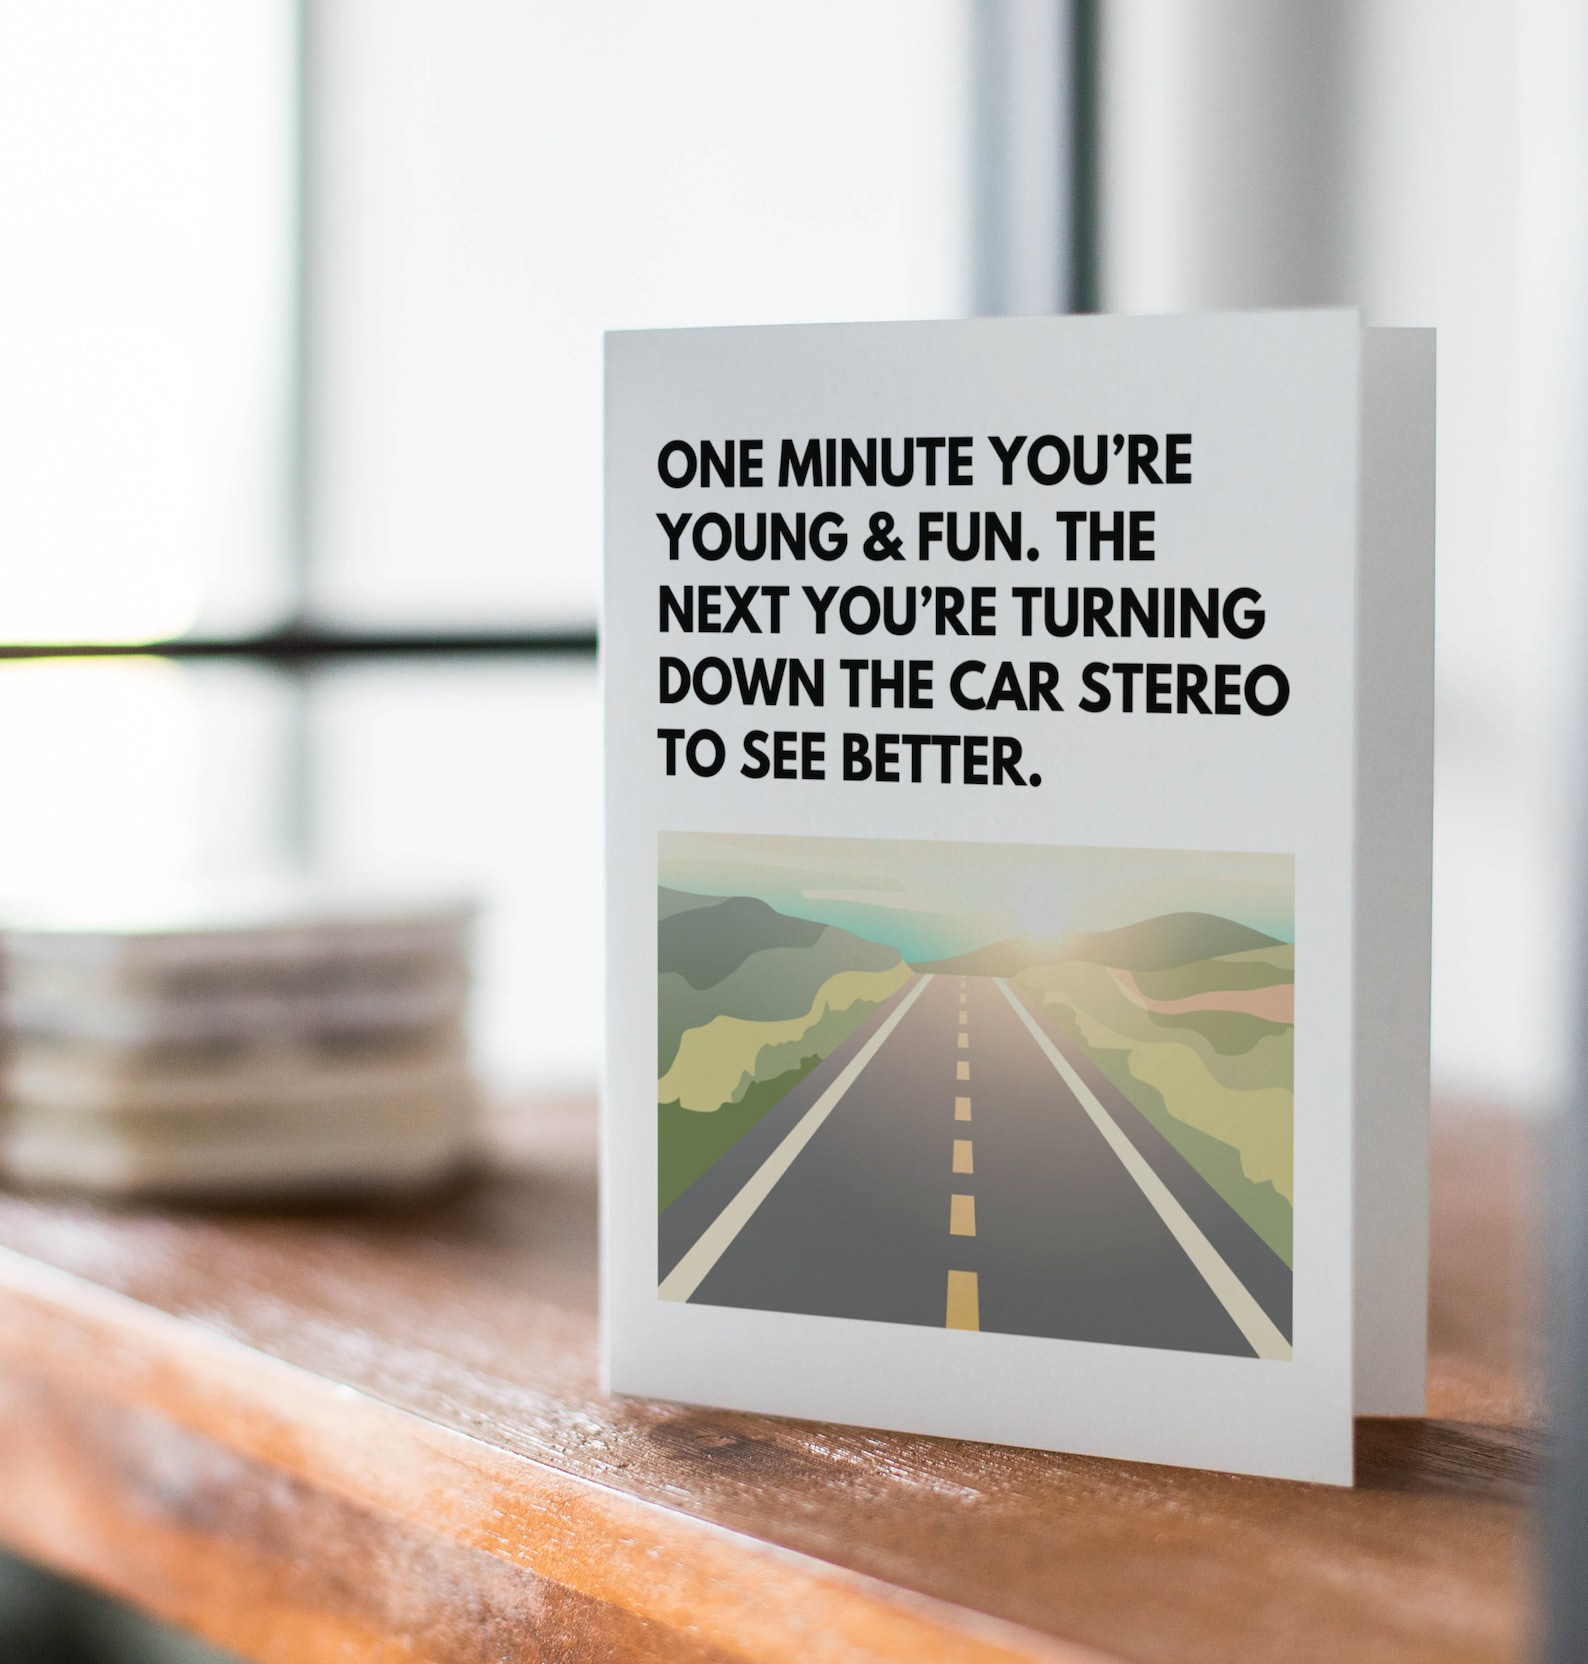 ONE MINUTE YOU’RE
YOUNG & FUN. THE
NEXT YOU’RE TURNING
DOWN THE CAR STEREO
TO SEE BETTER.